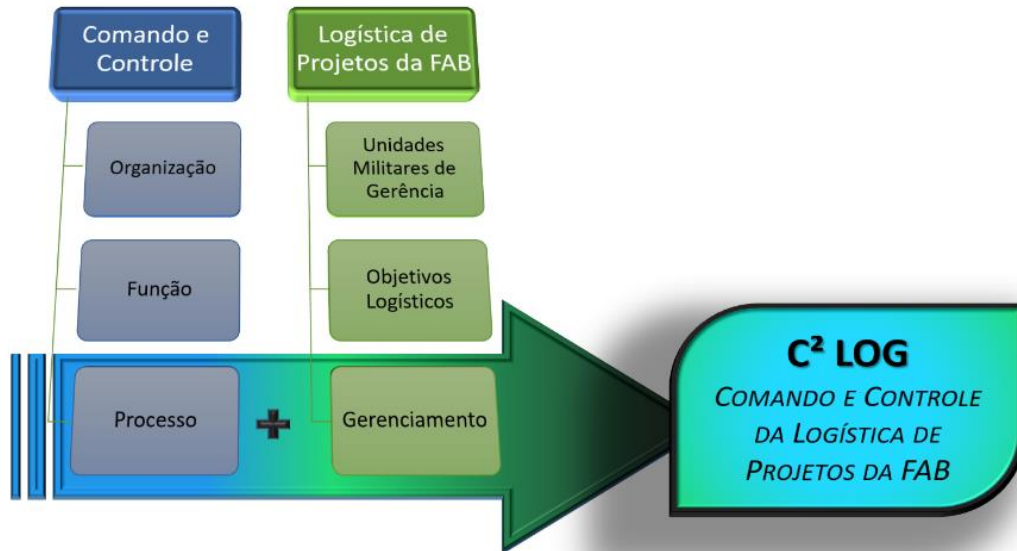 Comando e
Controle
Logística de
Projetos da FAB
Organização
Unidades
Militares de
Gerência
Função
Objetivos
Logísticos
Processo
+
Gerenciamento
C² LOG
COMANDO E CONTROLE
DA LOGÍSTICA DE
PROJETOS DA FAB